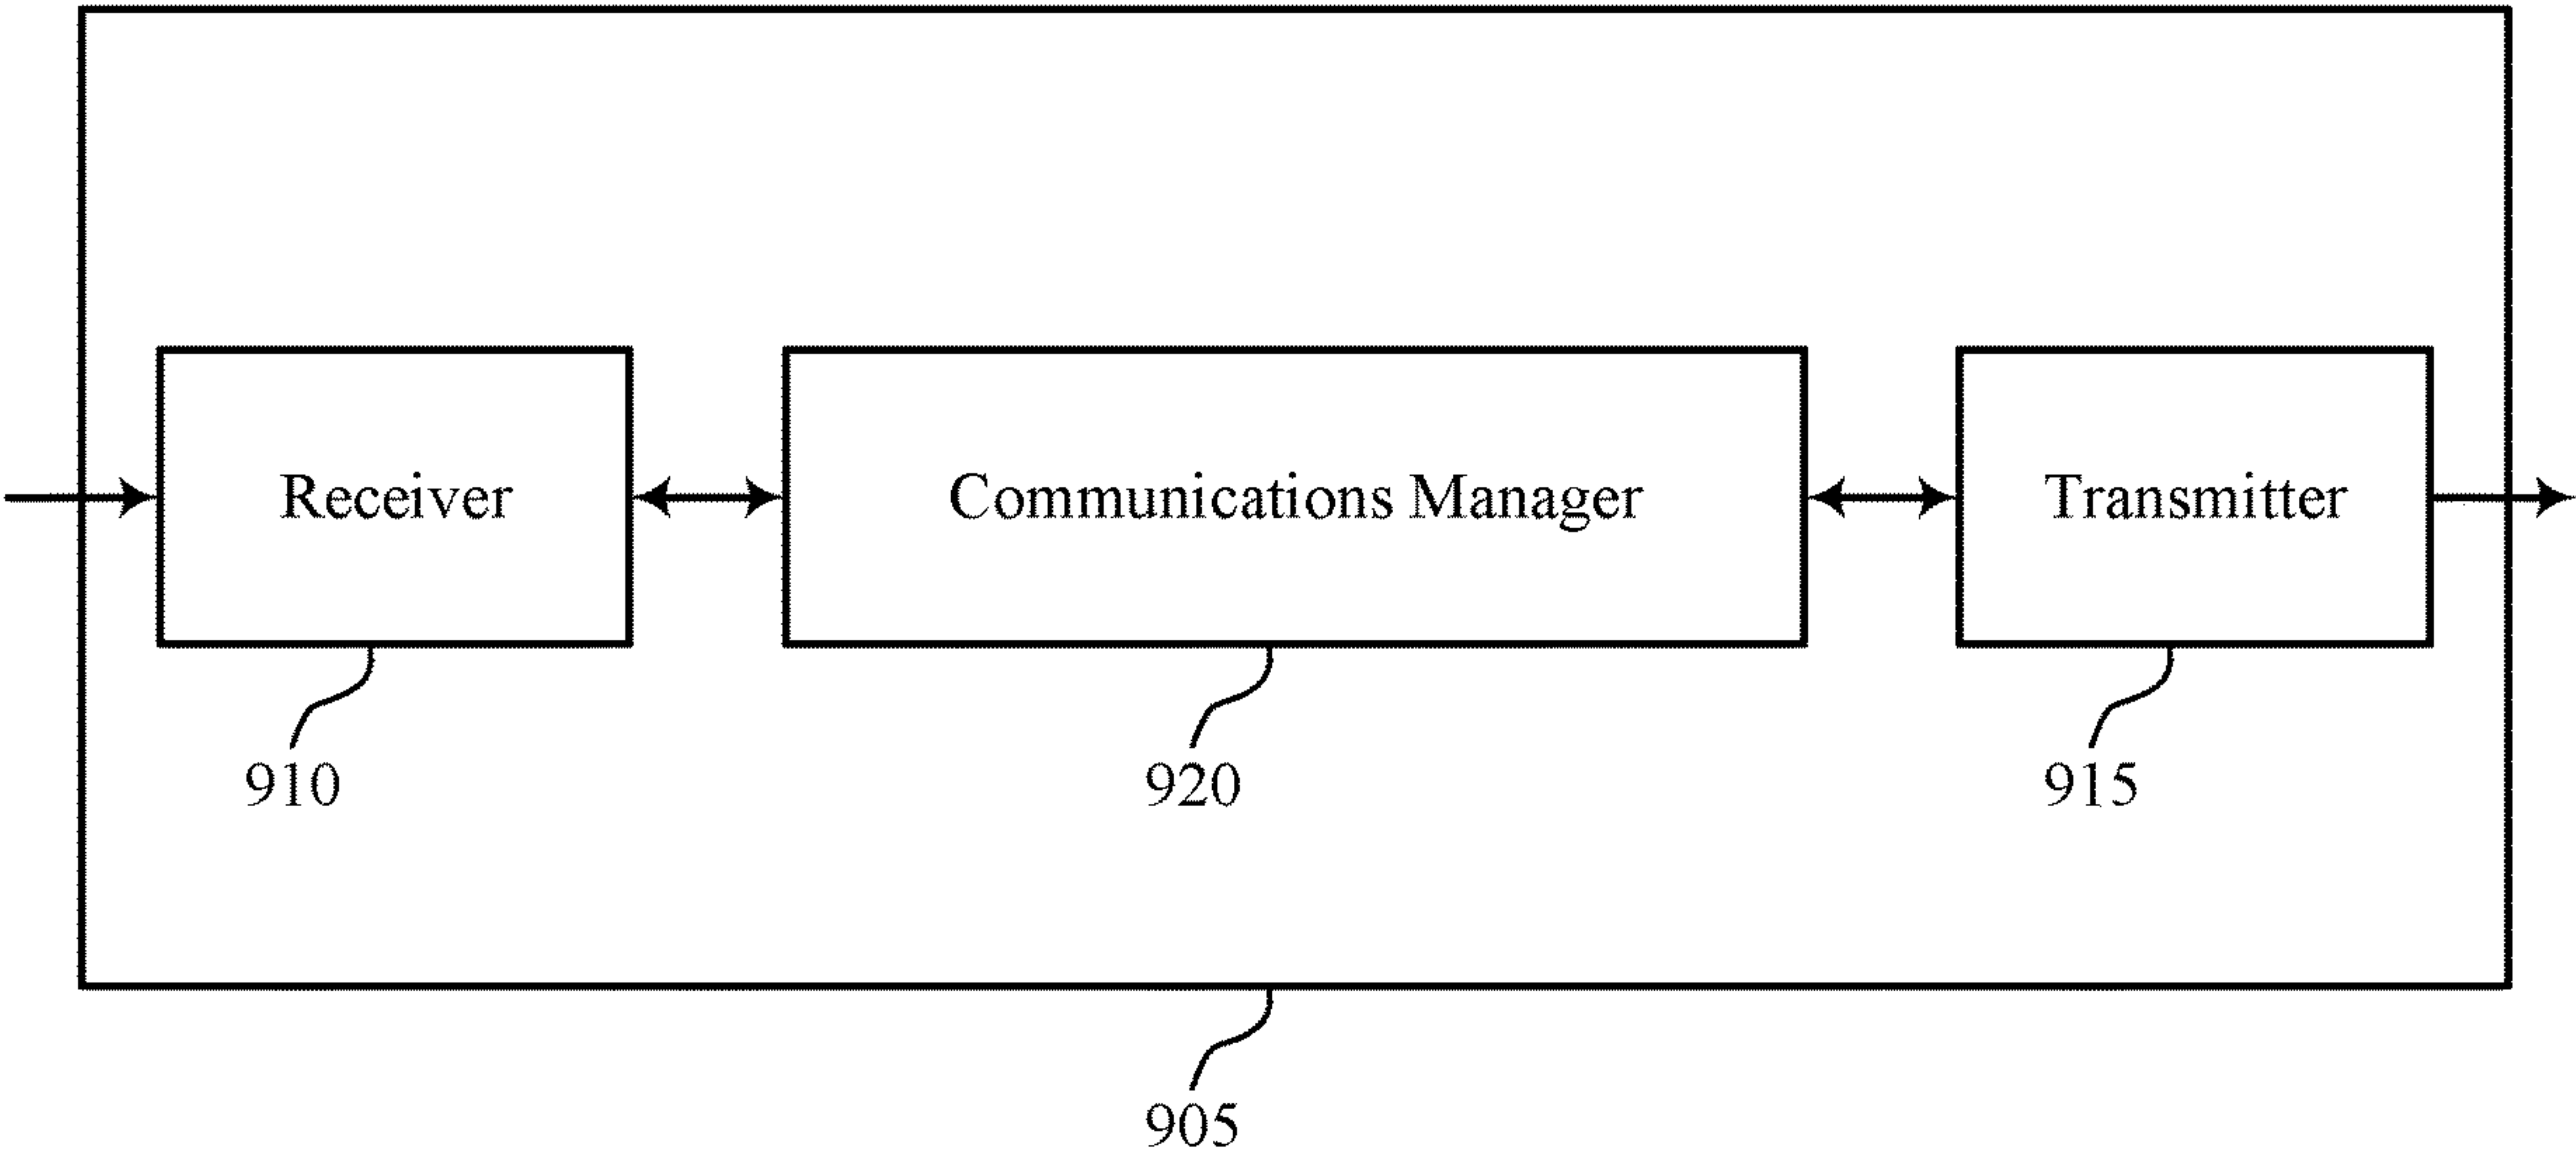 Receiver
Communications Manager
Transmitter
910
920
915
905